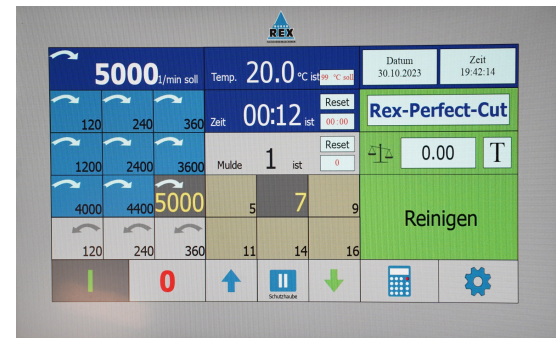 REX
5000 1/min soll
Temp. 20.0 °C ist 99 °C soll
Datum
30.10.2023
Zeit
19:42:14
120 240 360
Zeit 00:12 ist
Reset
00:00
Rex-Perfect-Cut
1200 2400 3600
Mulde 1 ist
Reset
0
0.00 T
4000 4400 5000
5 7 9
Reinigen
120 240 360
11 14 16
I 0
Schutzhaube